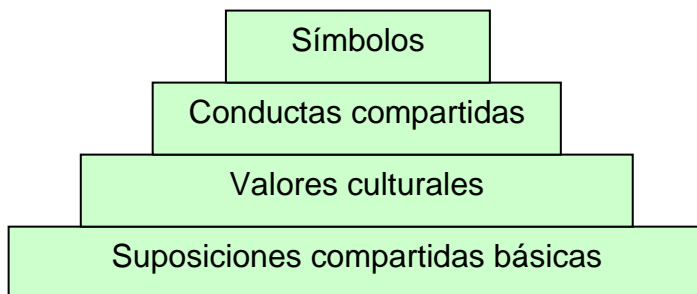 Símbolos
Conductas compartidas
Valores culturales
Suposiciones compartidas básicas